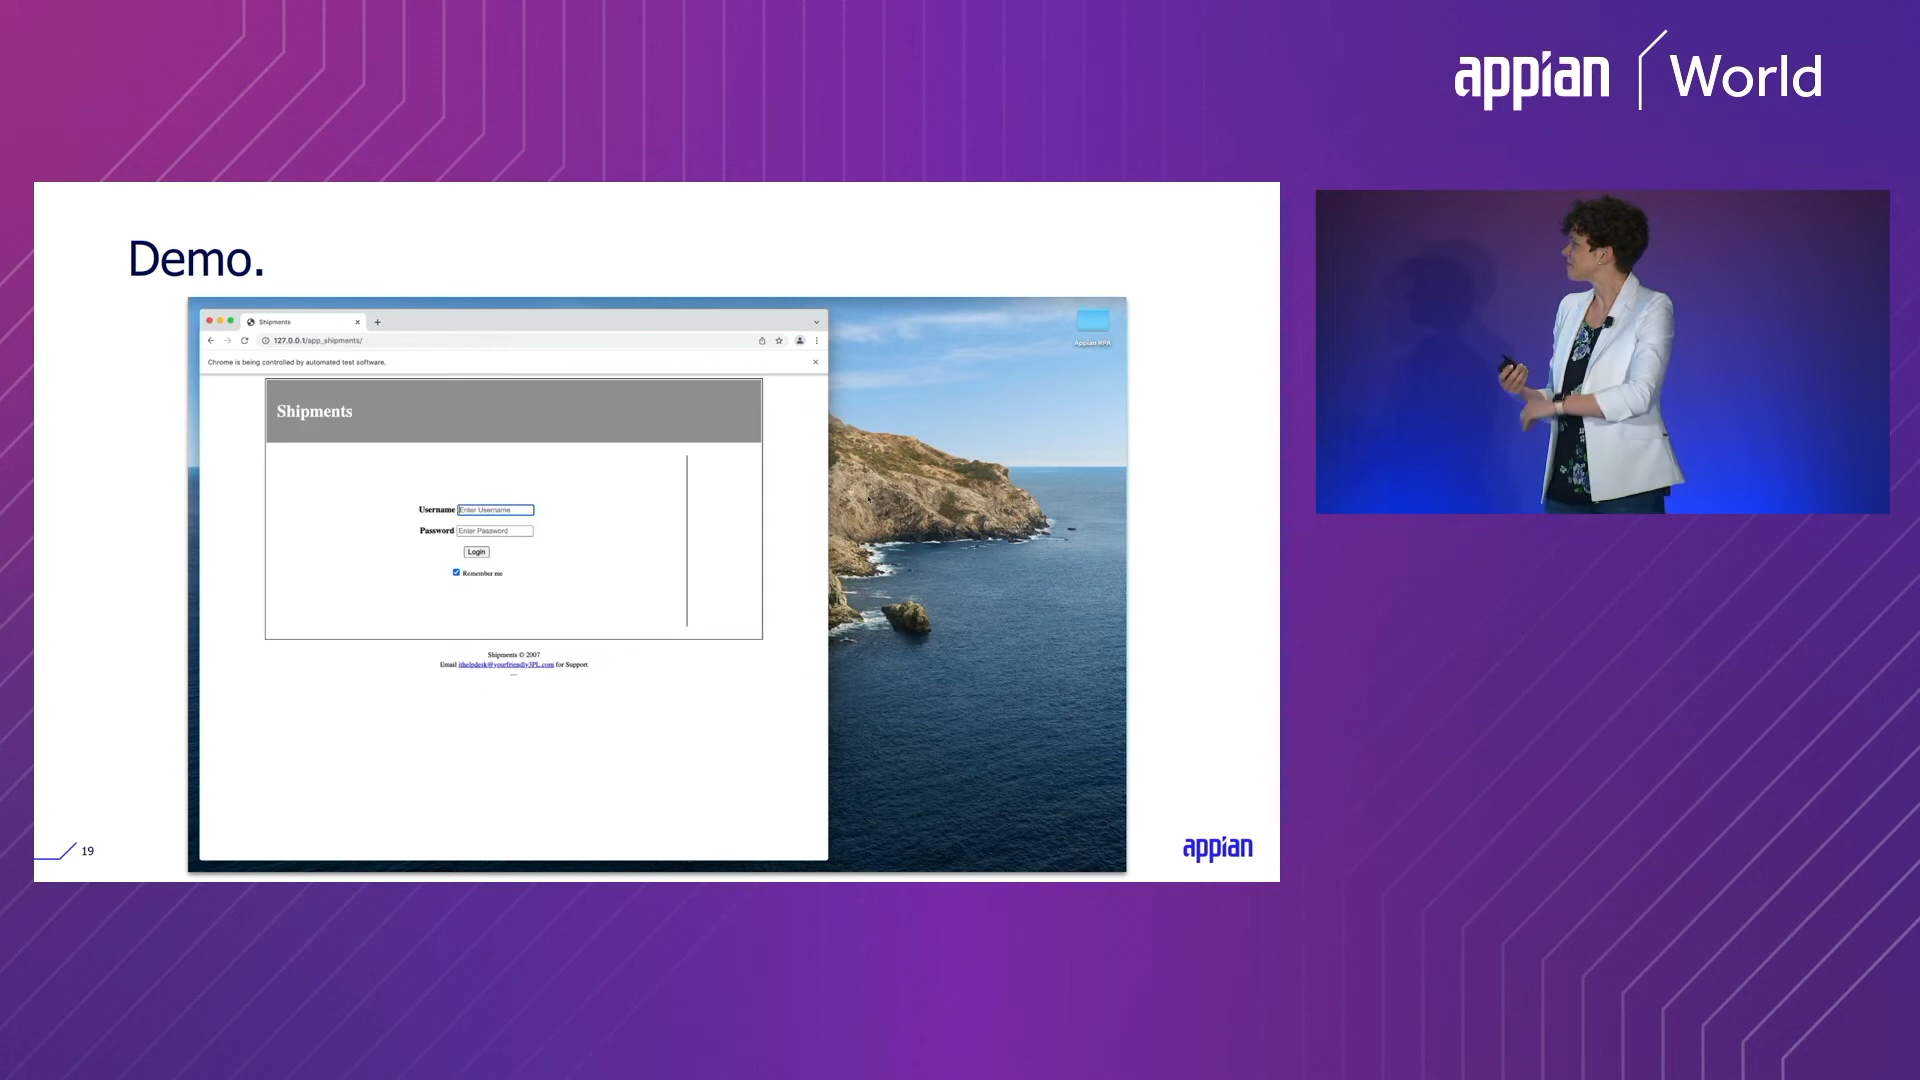 appian World
Demo.
Shipments
127.0.0.1/app_shipments/
Chrome is being controlled by automated test software.
Appian RPA
Shipments
Username Enter Username
Password Enter Password
Login
Remember me
Shipments © 2007
Email ithelpdesk@yourfriendly3PL.com for Support
19
appian